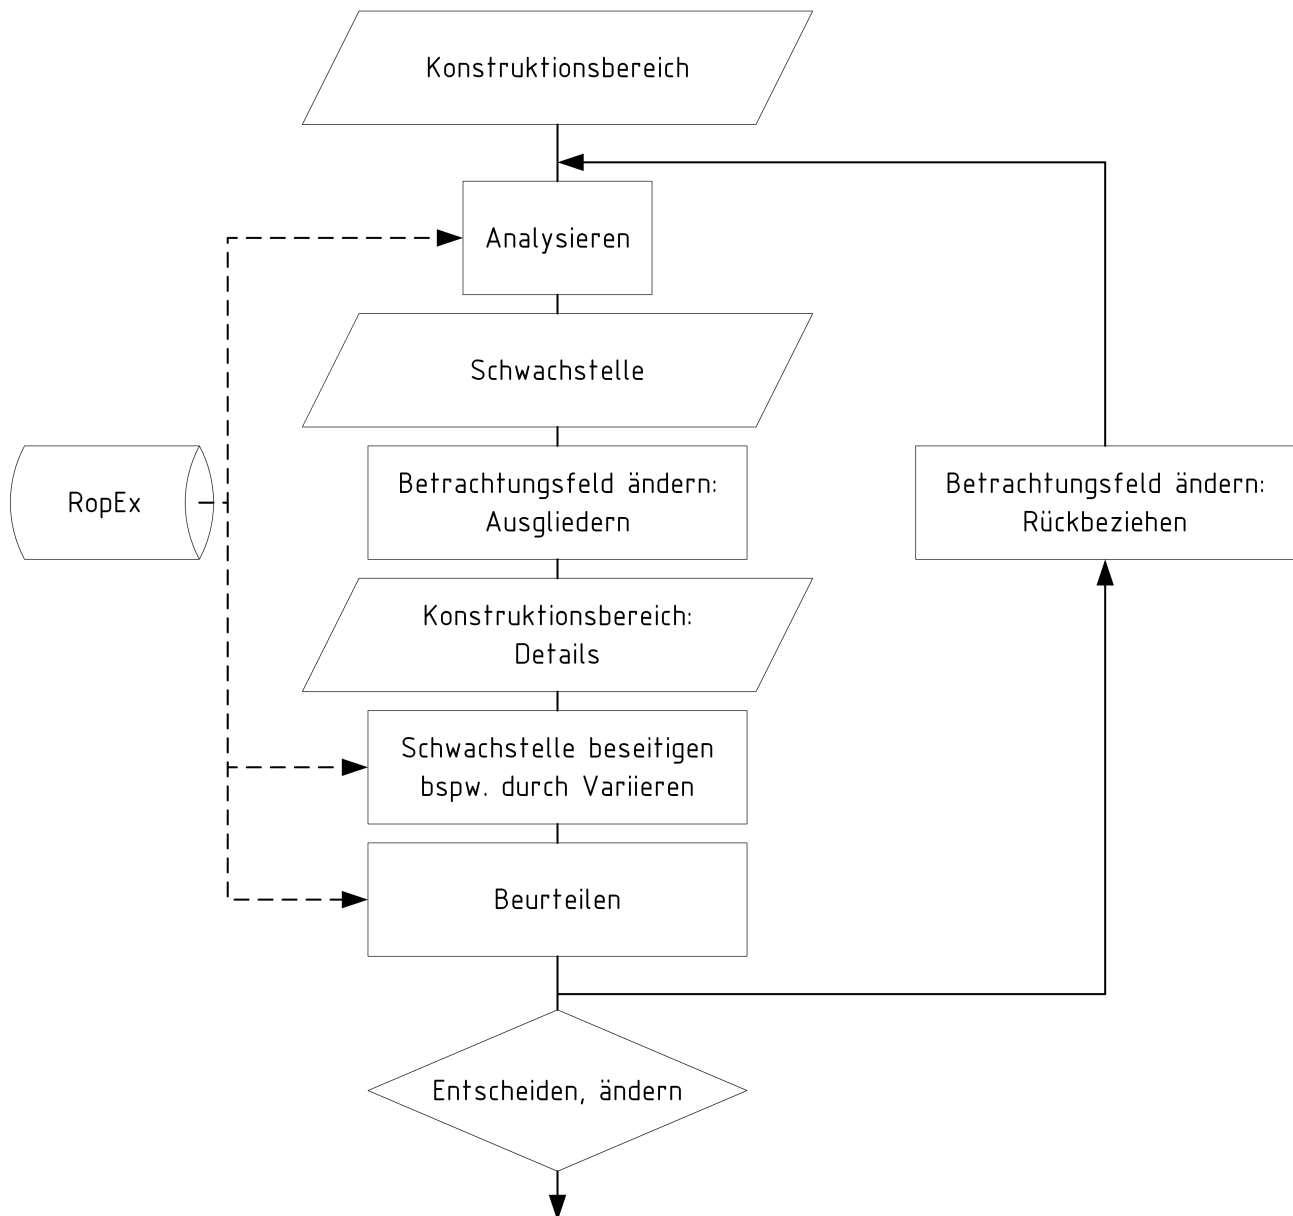 Konstruktionsbereich
Analysieren
Schwachstelle
RopEx
Betrachtungsfeld ändern:
Ausgliedern
Betrachtungsfeld ändern:
Rückbeziehen
Konstruktionsbereich:
Details
Schwachstelle beseitigen
bspw. durch Variieren
Beurteilen
Entscheiden, ändern